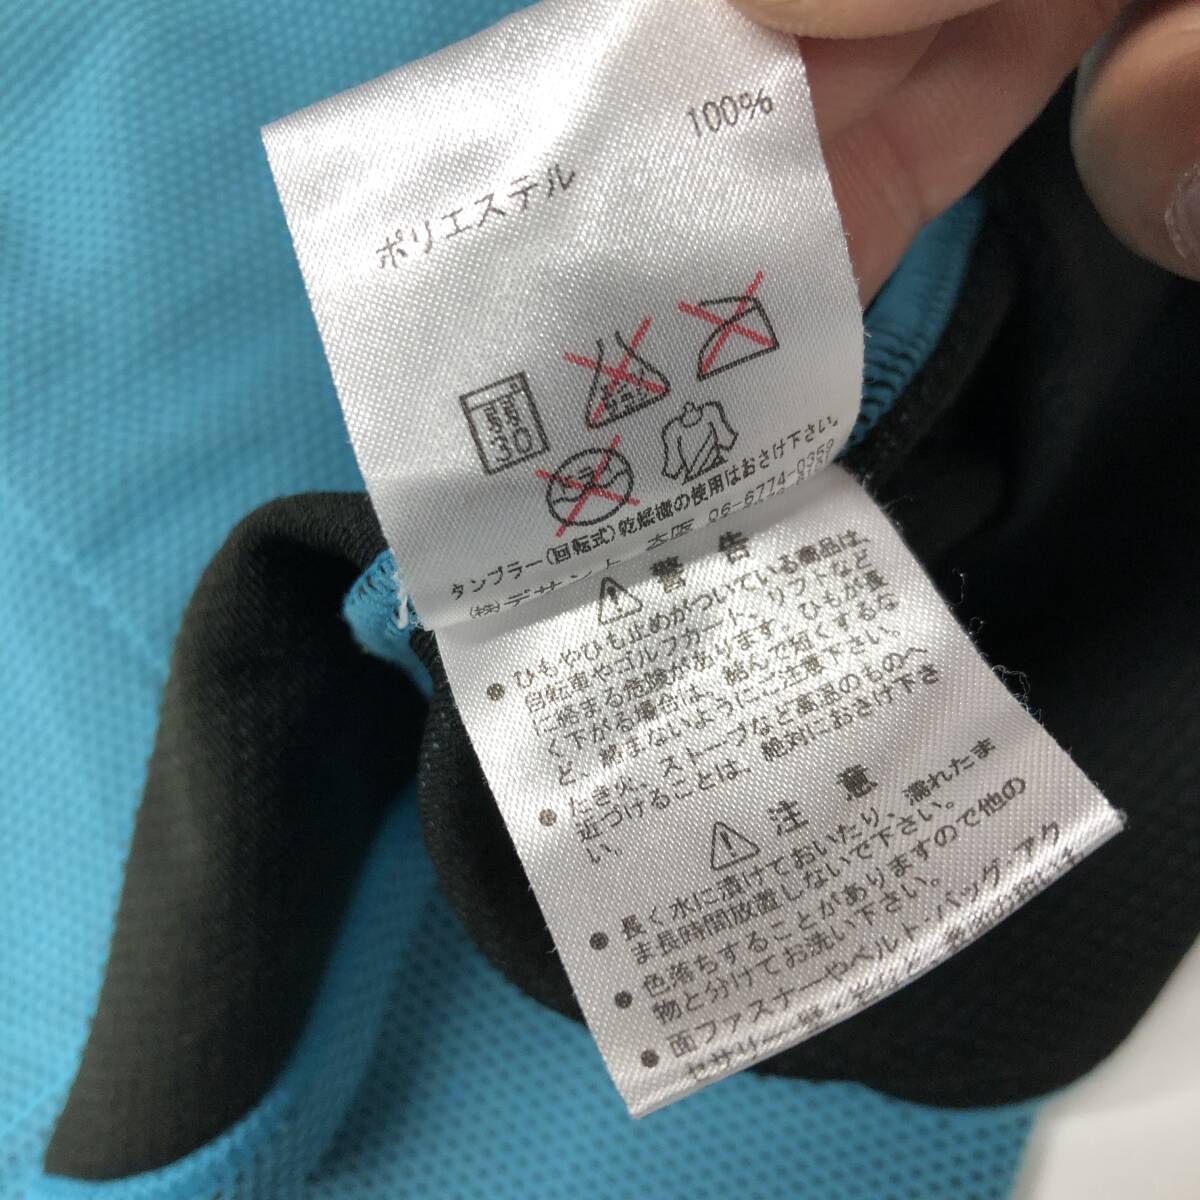 ポリエステル 100%
弱
30
タンブラー(回転式)乾燥機の使用はおさけ下さい。
(株)デサント 大阪 06-6774-0359
警告
● ひもやひも止めがついている商品は、
自転車やゴルフカート、リフトなど
に絡まる危険があります。ひもが長
く下がる場合は、結んで短くするな
ど、絡まないようにご注意下さい。
● たき火、ストーブなど高温のものへ
近づけることは、絶対におさけ下さ
い。
注意
● 長く水に漬けておいたり、濡れたま
ま長時間放置しないで下さい。
● 色落ちすることがありますので他の
物と分けてお洗い下さい。
● 面ファスナーやベルト・バッグ・アク
セサリー等